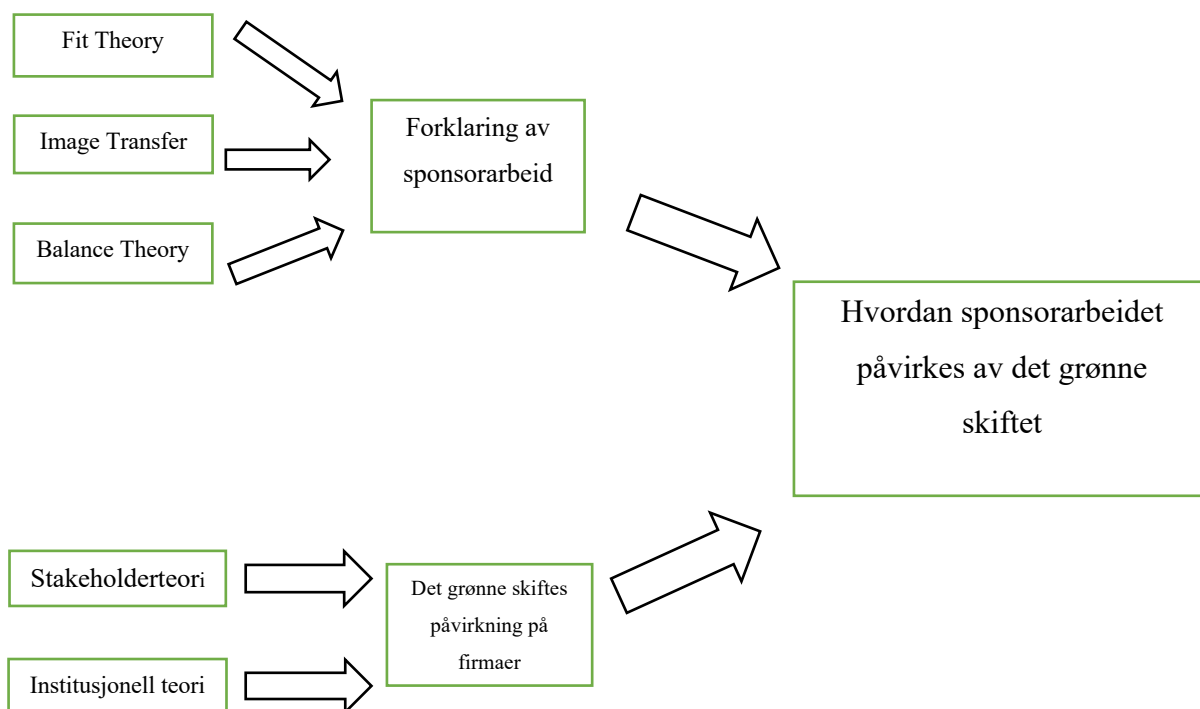 Fit Theory
Image Transfer
Balance Theory
Forklaring av
sponsorarbeid
Hvordan sponsorarbeidet
påvirkes av det grønne
skiftet
Stakeholderteori
Institusjonell teori
Det grønne skiftes
påvirkning på
firmaer